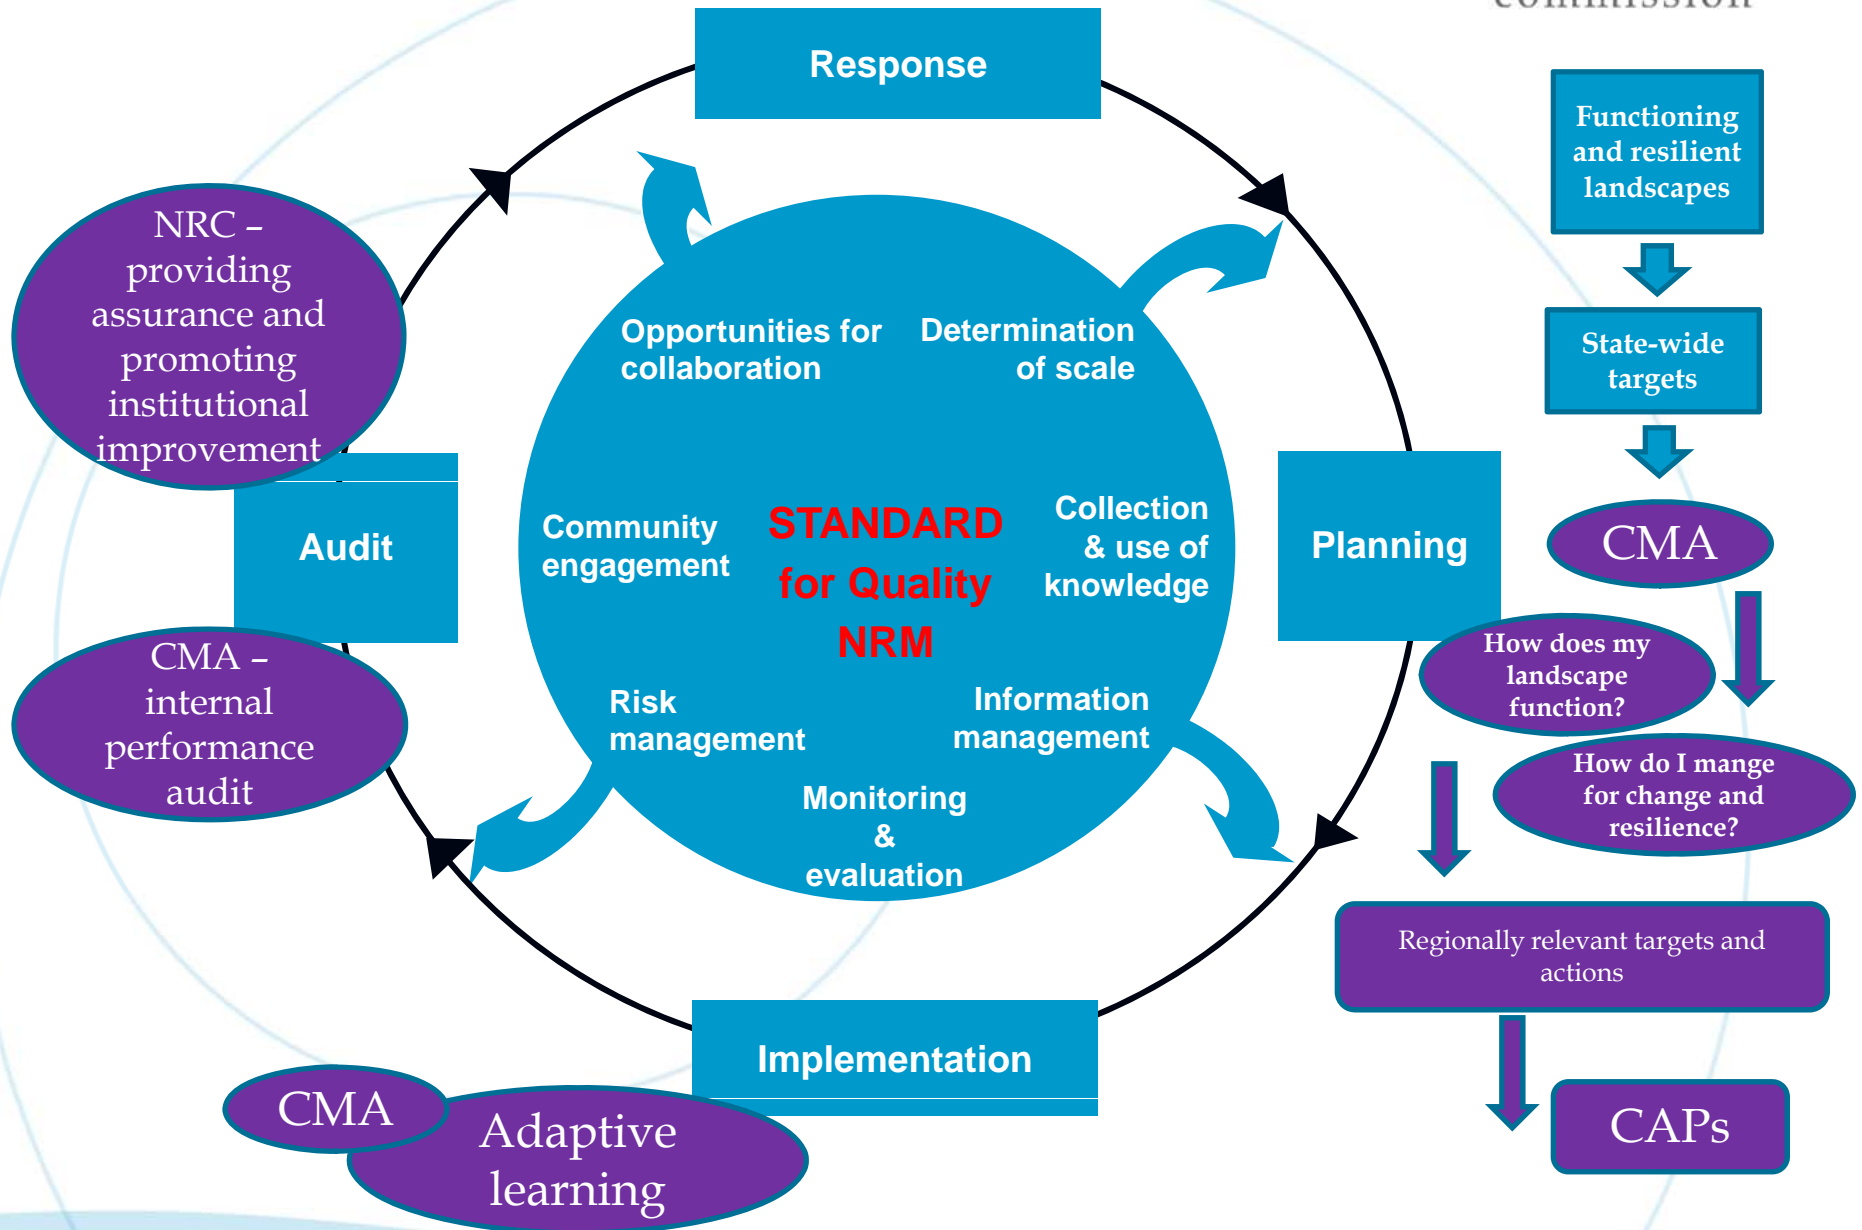 commission
Response
Functioning
and resilient
landscapes
NRC –
providing
assurance and
promoting
institutional
improvement
Opportunities for
collaboration
Determination
of scale
State-wide
targets
Audit
Community
engagement
STANDARD
for Quality
NRM
Collection
& use of
knowledge
Planning
CMA
CMA –
internal
performance
audit
Risk
management
Information
management
Monitoring
&
evaluation
How does my
landscape
function?
How do I mange
for change and
resilience?
Regionally relevant targets and
actions
Implementation
CMA
Adaptive
learning
CAPs